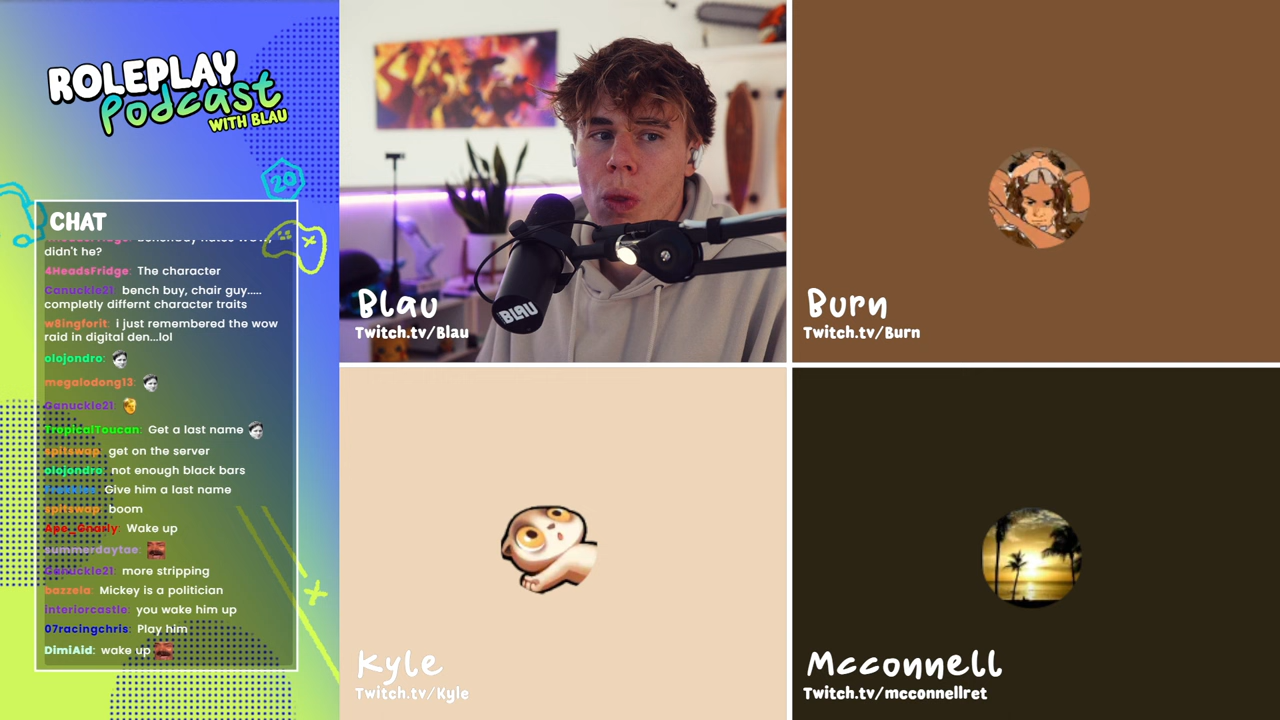 ROLEPLAY
Podcast
WITH BLAU
20
CHAT
didn't he?
4HeadsFridge: The character
Canuckle21: bench buy, chair guy.....
completly differnt character traits
w8ingforit: i just remembered the wow
raid in digital den...lol
olojondro:
megalodong13:
Canuckle21:
TropicalToucan: Get a last name
spltswap: get on the server
olojondro: not enough black bars
Give him a last name
spltswap: boom
Ape_Gnarly: Wake up
summerdaytae:
Canuckle21: more stripping
bazzela: Mickey is a politician
interiorcastle: you wake him up
07racingchris: Play him
DimiAid: wake up
BLAU
Blau
Twitch.tv/Blau
Burn
Twitch.tv/Burn
Kyle
Twitch.tv/Kyle
Mcconnell
Twitch.tv/mcconnellret